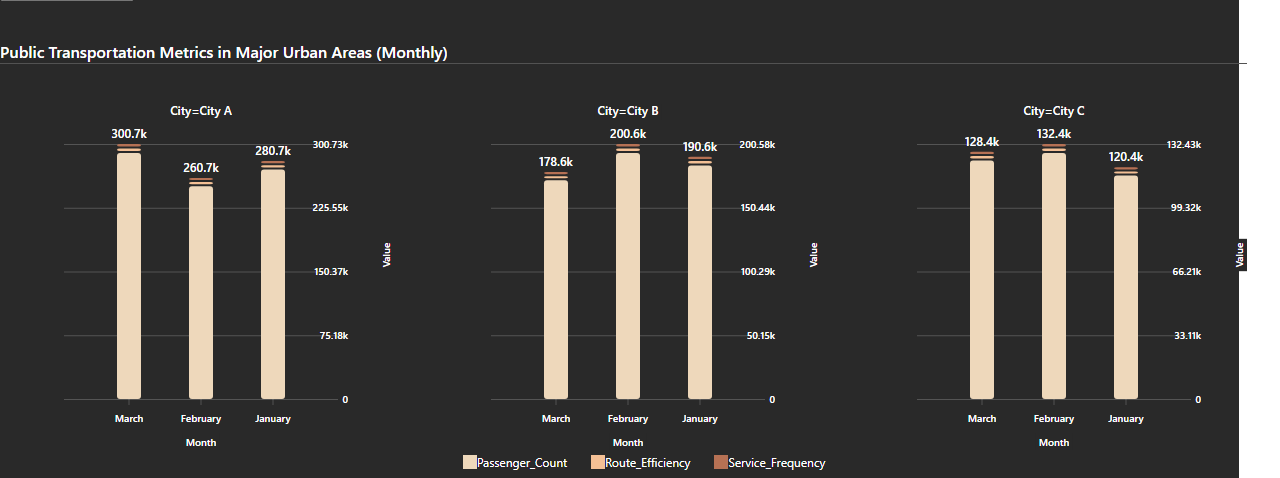 Public Transportation Metrics in Major Urban Areas (Monthly)
City=City A
300.7k
260.7k
280.7k
300.73k
225.55k
150.37k
75.18k
0
Value
March February January
Month
City=City B
178.6k
200.6k
190.6k
200.58k
150.44k
100.29k
50.15k
0
Value
March February January
Month
City=City C
128.4k
132.4k
120.4k
132.43k
99.32k
66.21k
33.11k
0
Value
March February January
Month
Passenger_Count Route_Efficiency Service_Frequency